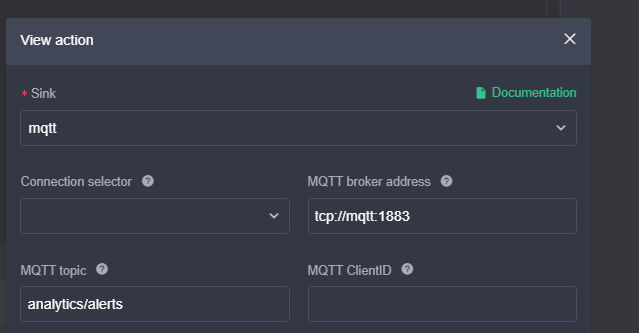 View action
* Sink
Documentation
mqtt
Connection selector
MQTT broker address
tcp://mqtt:1883
MQTT topic
MQTT ClientID
analytics/alerts